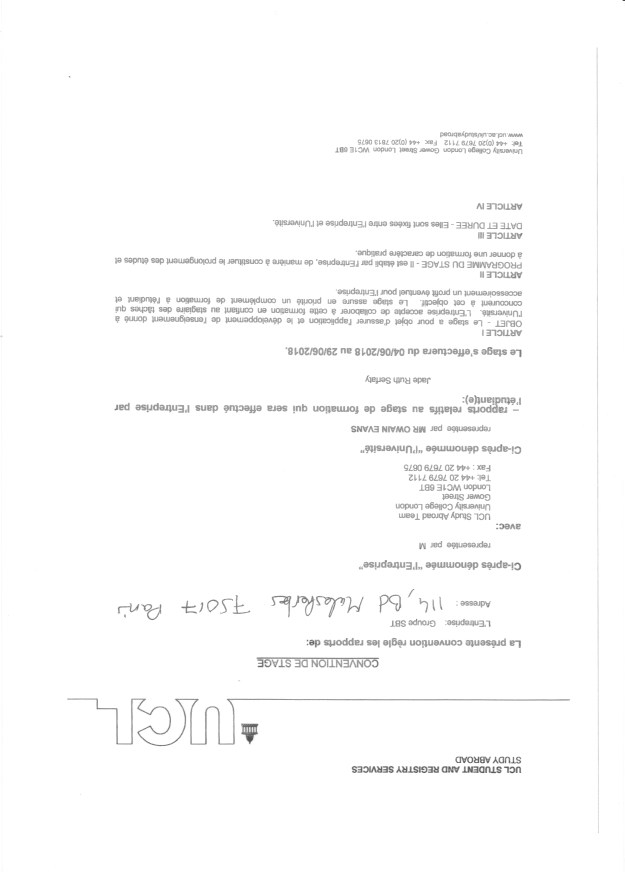 UCL STUDENT AND REGISTRY SERVICES
STUDY ABROAD
UCL
CONVENTION DE STAGE
La présente convention règle les rapports de:
L'Entreprise: Groupe SBT
Adresse : 114, Bd Malesherbes 75017 Paris
Ci-après dénommée "l'Entreprise"
représentée par M
avec:
UCL Study Abroad Team
University College London
Gower Street
London WC1E 6BT
Tel: +44 20 7679 7112
Fax : +44 20 7679 0675
Ci-après dénommée "l'Université"
représentée par MR OWAIN EVANS
– rapports relatifs au stage de formation qui sera effectué dans l'Entreprise par
l'étudiant(e):
Jade Ruth Serfaty
Le stage s'effectuera du 04/06/2018 au 29/06/2018.
ARTICLE I
OBJET - Le stage a pour objet d'assurer l'application et le développement de l'enseignement donné à
l'Université. L'Entreprise accepte de collaborer à cette formation en confiant au stagiaire des tâches qui
concourent à cet objectif. Le stage assure en priorité un complément de formation à l'étudiant et
accessoirement un profit éventuel pour l'Entreprise.
ARTICLE II
PROGRAMME DU STAGE - Il est établi par l'Entreprise, de manière à constituer le prolongement des études et
à donner une formation de caractère pratique.
ARTICLE III
DATE ET DUREE - Elles sont fixées entre l'Entreprise et l'Université.
ARTICLE IV
University College London Gower Street London WC1E 6BT
Tel: +44 (0)20 7679 7112 Fax: +44 (0)20 7813 0675
www.ucl.ac.uk/studyabroad